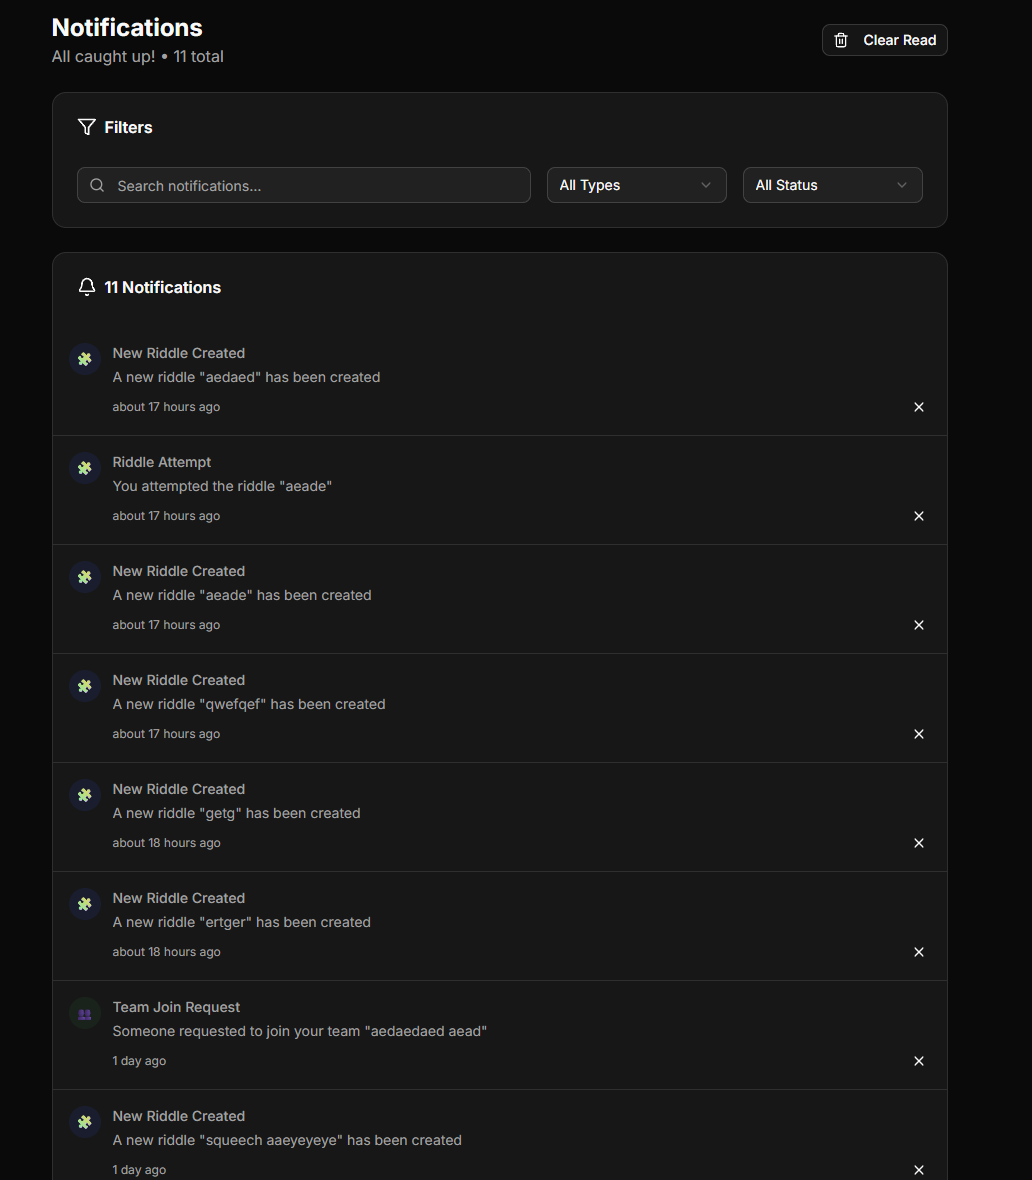 Notifications
All caught up! • 11 total
Clear Read
Filters
Search notifications...
All Types
All Status
11 Notifications
New Riddle Created
A new riddle "aedaed" has been created
about 17 hours ago
Riddle Attempt
You attempted the riddle "aeade"
about 17 hours ago
New Riddle Created
A new riddle "aeade" has been created
about 17 hours ago
New Riddle Created
A new riddle "qwefqef" has been created
about 17 hours ago
New Riddle Created
A new riddle "getg" has been created
about 18 hours ago
New Riddle Created
A new riddle "ertger" has been created
about 18 hours ago
Team Join Request
Someone requested to join your team "aedaedaed aead"
1 day ago
New Riddle Created
A new riddle "squeech aaeyeyeye" has been created
1 day ago